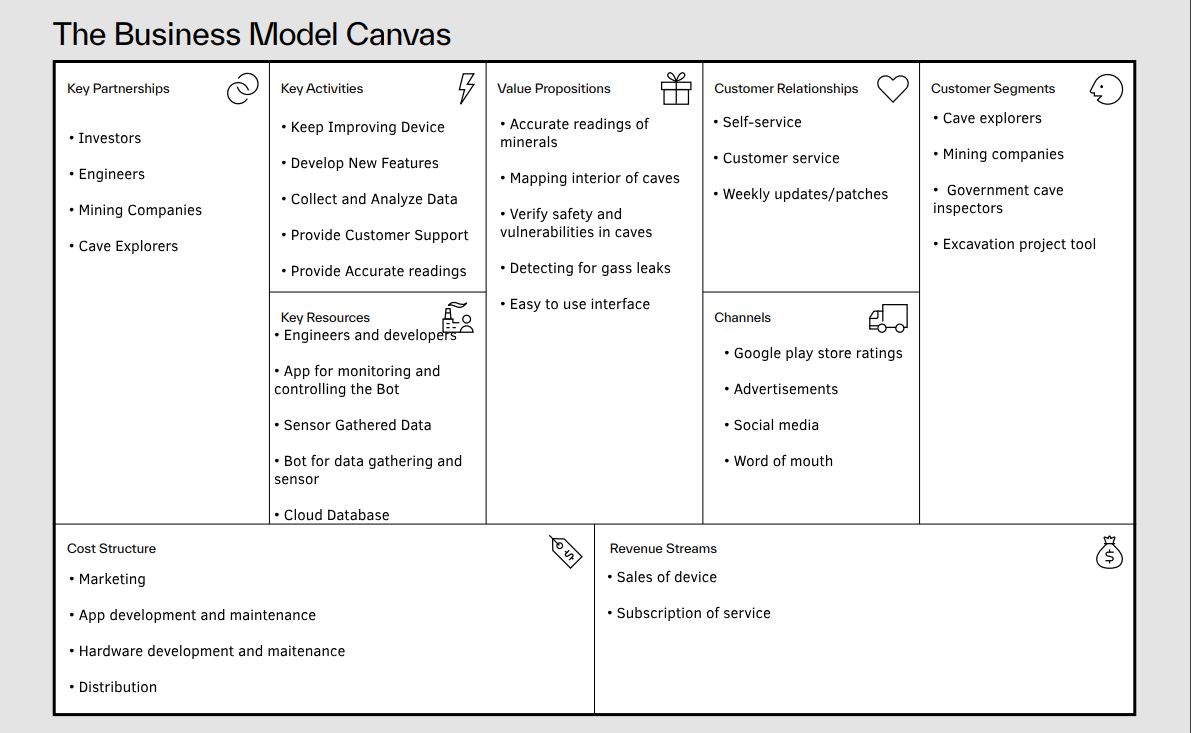 The Business Model Canvas
Key Partnerships
• Investors
• Engineers
• Mining Companies
• Cave Explorers
Key Activities
• Keep Improving Device
• Develop New Features
• Collect and Analyze Data
• Provide Customer Support
• Provide Accurate readings
Key Resources
• Engineers and developers
• App for monitoring and
controlling the Bot
• Sensor Gathered Data
• Bot for data gathering and
sensor
• Cloud Database
Value Propositions
• Accurate readings of
minerals
• Mapping interior of caves
• Verify safety and
vulnerabilities in caves
• Detecting for gass leaks
• Easy to use interface
Customer Relationships
• Self-service
• Customer service
• Weekly updates/patches
Channels
• Google play store ratings
• Advertisements
• Social media
• Word of mouth
Customer Segments
• Cave explorers
• Mining companies
• Government cave
inspectors
• Excavation project tool
Cost Structure
• Marketing
• App development and maintenance
• Hardware development and maitenance
• Distribution
Revenue Streams
• Sales of device
• Subscription of service